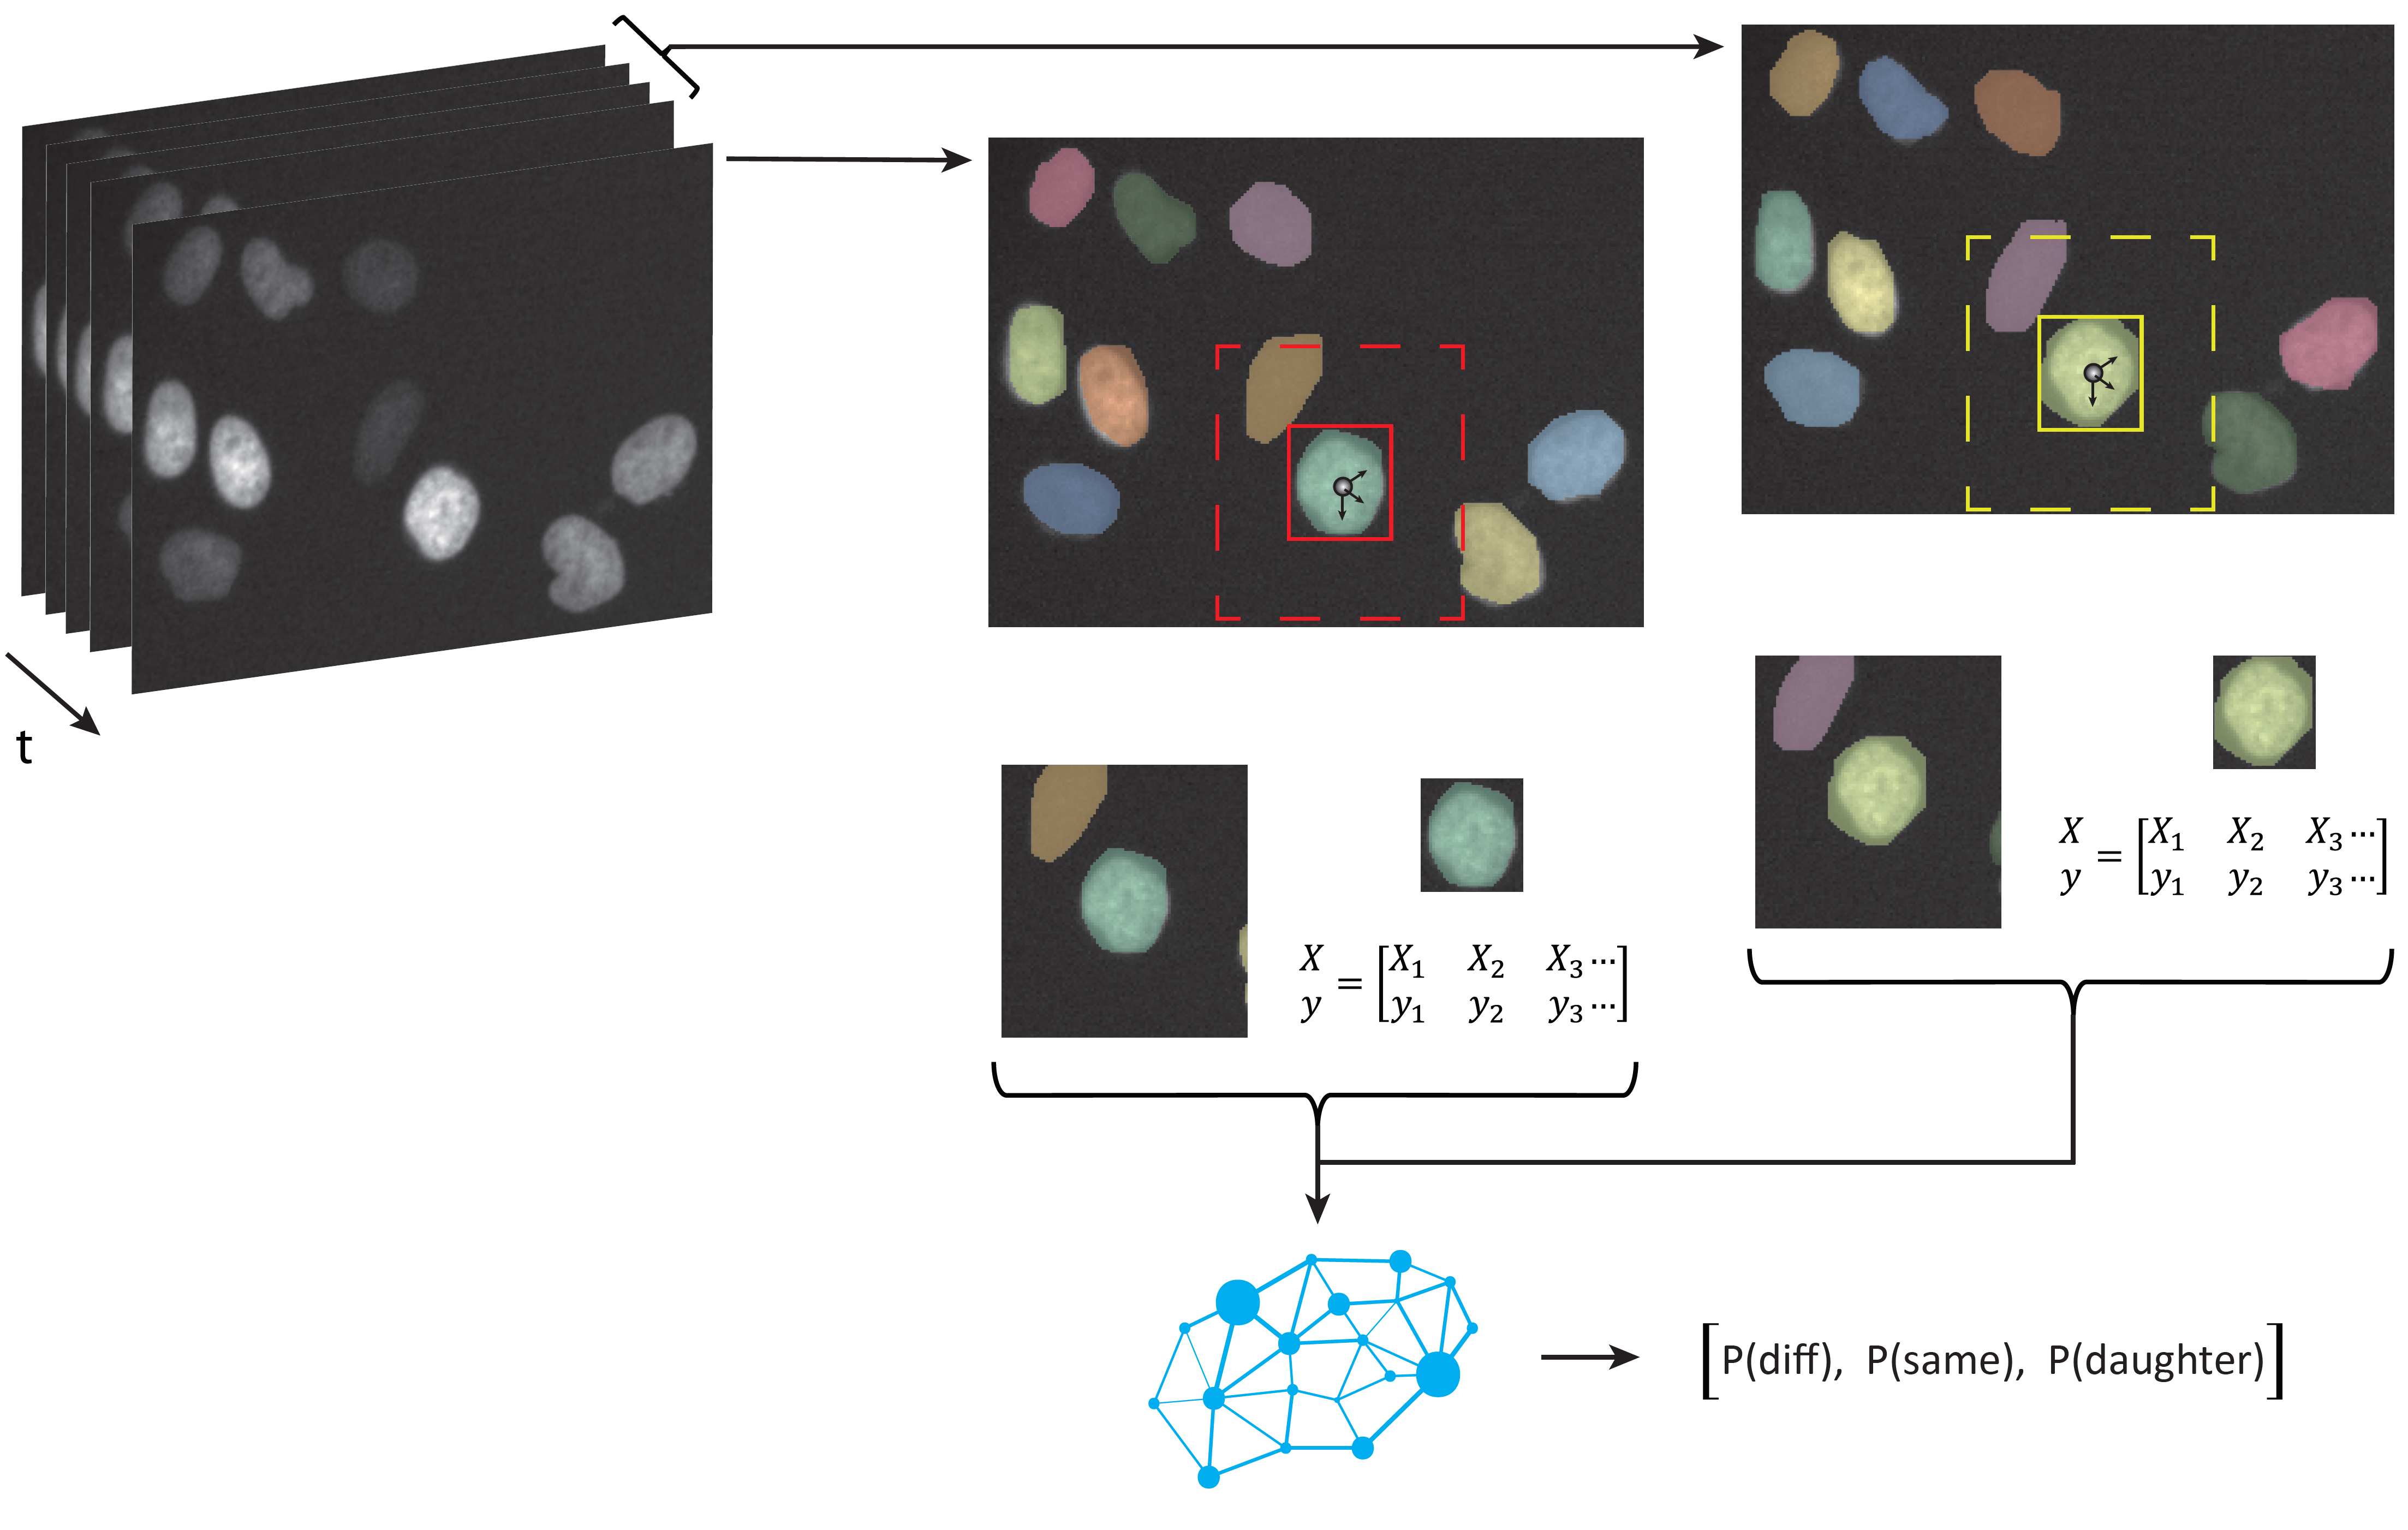 t
X = [X₁ X₂ X₃ ···]
y [y₁ y₂ y₃ ···]
X = [X₁ X₂ X₃ ···]
y [y₁ y₂ y₃ ···]
[P(diff), P(same), P(daughter)]